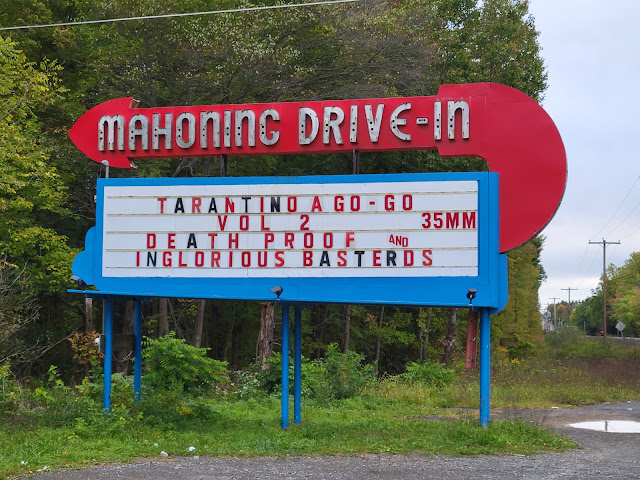 MAHONING DRIVE-IN
TARANTINO A GO-GO
VOL 2 35MM
DEATH PROOF AND
INGLORIOUS BASTERDS